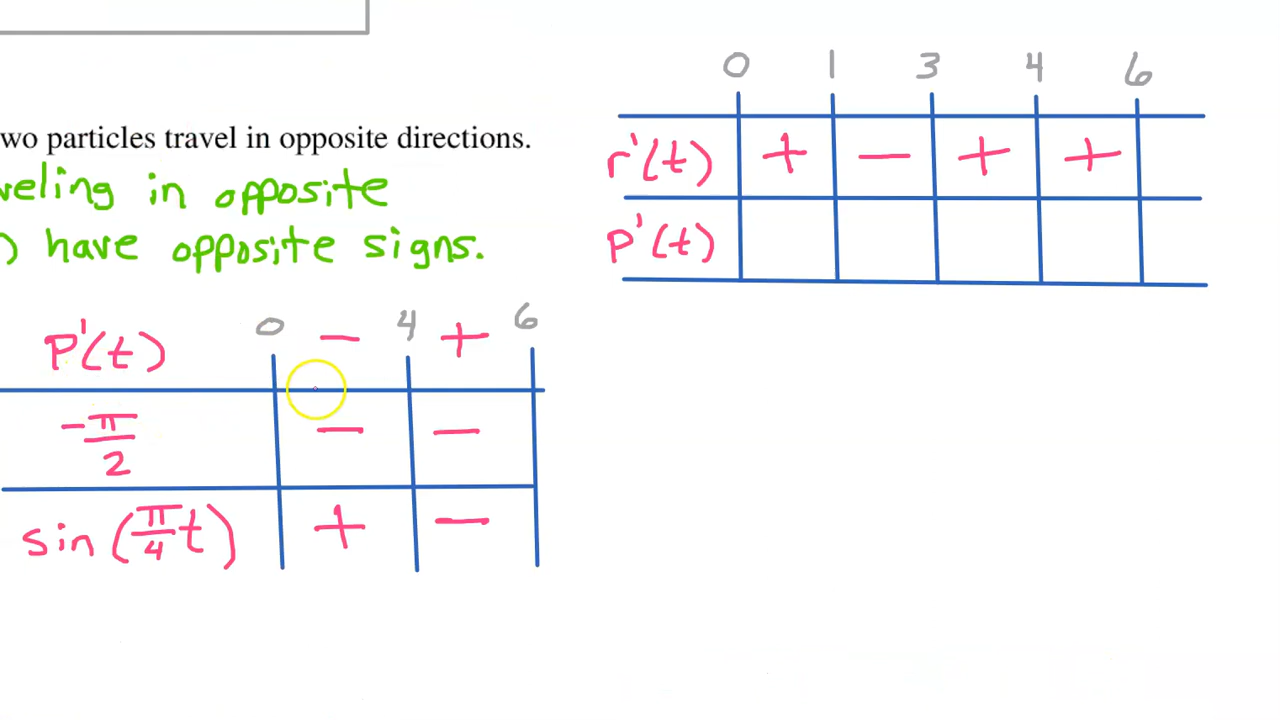 wo particles travel in opposite directions.
veling in opposite
) have opposite signs.
0 1 3 4 6
r'(t) + − + +
p'(t)
p'(t) 0 − 4 + 6
−π/2 − −
sin(π/4 t) + −